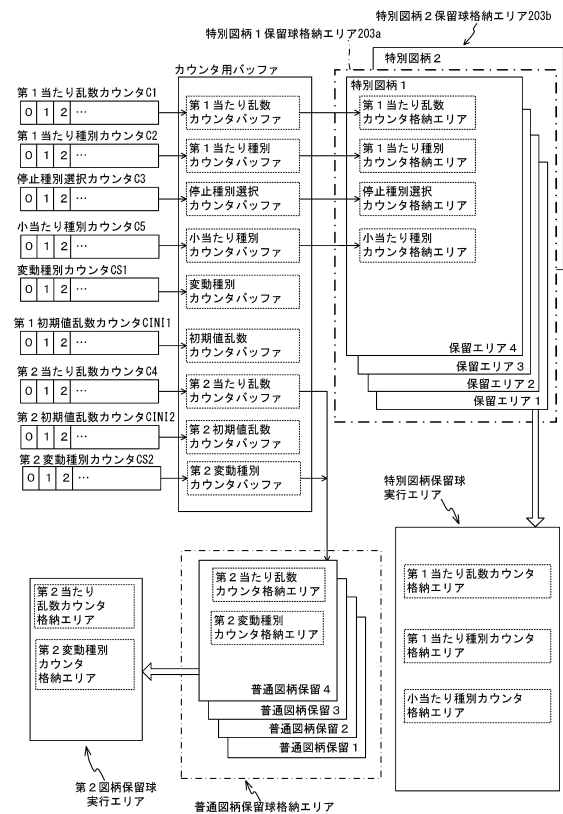 特別図柄２保留球格納エリア203b
特別図柄１保留球格納エリア203a
特別図柄２
カウンタ用バッファ
特別図柄１
第１当たり乱数カウンタC1
０ １ ２ …
第１当たり乱数
カウンタバッファ
第１当たり乱数
カウンタ格納エリア
第１当たり種別カウンタC2
０ １ ２ …
第１当たり種別
カウンタバッファ
第１当たり種別
カウンタ格納エリア
停止種別選択カウンタC3
０ １ ２ …
停止種別選択
カウンタバッファ
停止種別選択
カウンタ格納エリア
小当たり種別カウンタC5
０ １ ２ …
小当たり種別
カウンタバッファ
小当たり種別
カウンタ格納エリア
変動種別カウンタCS1
０ １ ２ …
変動種別
カウンタバッファ
第１初期値乱数カウンタCINI1
０ １ ２ …
初期値乱数
カウンタバッファ
保留エリア４
保留エリア３
保留エリア２
保留エリア１
第２当たり乱数カウンタC4
０ １ ２ …
第２当たり乱数
カウンタバッファ
第２初期値乱数カウンタCINI2
０ １ ２ …
第２初期値乱数
カウンタバッファ
第２変動種別カウンタCS2
０ １ ２ …
第２変動種別
カウンタバッファ
特別図柄保留球
実行エリア
第１当たり乱数カウンタ
格納エリア
第１当たり種別カウンタ
格納エリア
小当たり種別カウンタ
格納エリア
第２当たり乱数
カウンタ格納エリア
第２変動種別
カウンタ格納エリア
普通図柄保留４
普通図柄保留３
普通図柄保留２
普通図柄保留１
第２当たり
乱数カウンタ
格納エリア
第２変動種別
カウンタ
格納エリア
第２図柄保留球
実行エリア
普通図柄保留球格納エリア